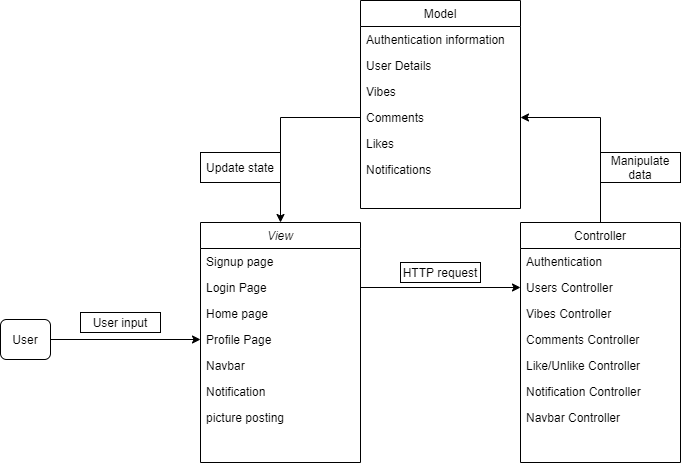 Model
Authentication information
User Details
Vibes
Comments
Likes
Notifications
Update state
Manipulate
data
View
Signup page
Login Page
Home page
Profile Page
Navbar
Notification
picture posting
HTTP request
Controller
Authentication
Users Controller
Vibes Controller
Comments Controller
Like/Unlike Controller
Notification Controller
Navbar Controller
User
User input